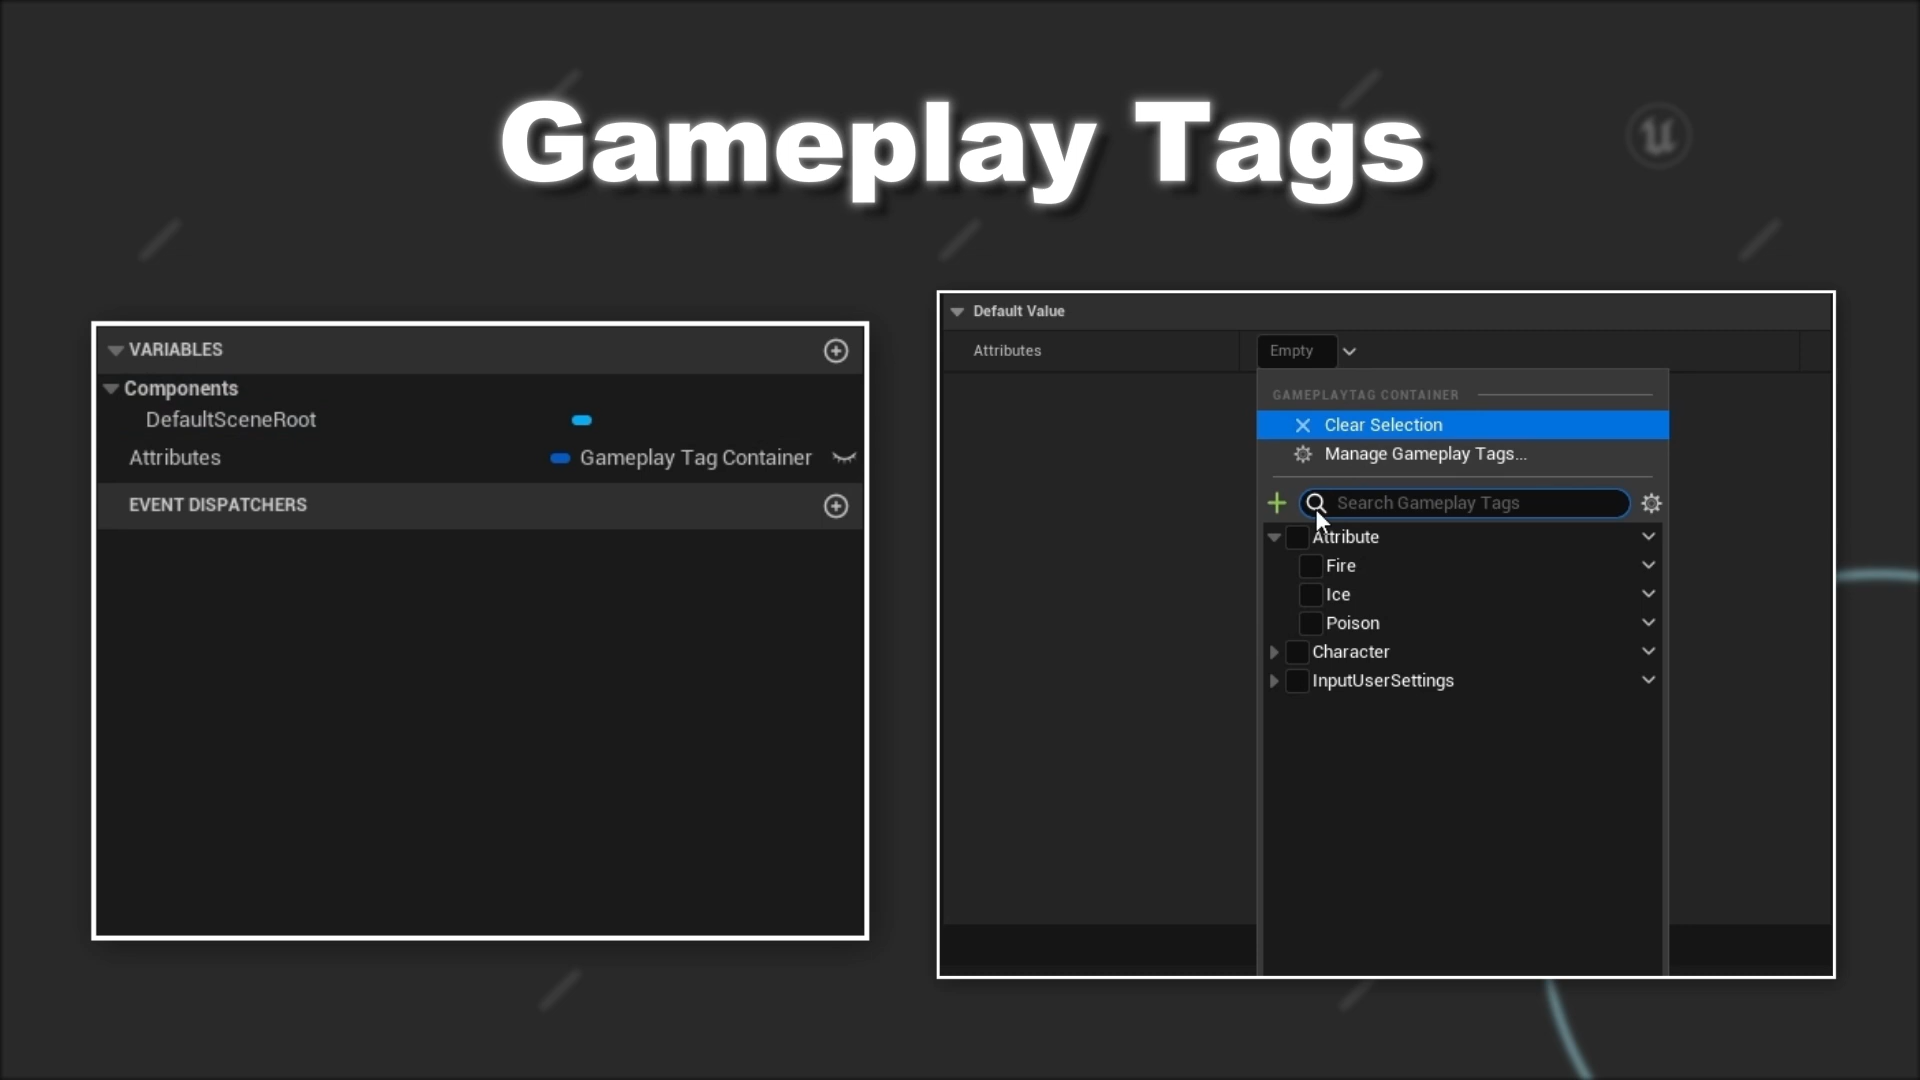 Gameplay Tags
VARIABLES
Components
DefaultSceneRoot
Attributes Gameplay Tag Container
EVENT DISPATCHERS
Default Value
Attributes Empty
GAMEPLAYTAG CONTAINER
Clear Selection
Manage Gameplay Tags...
Search Gameplay Tags
Attribute
Fire
Ice
Poison
Character
InputUserSettings